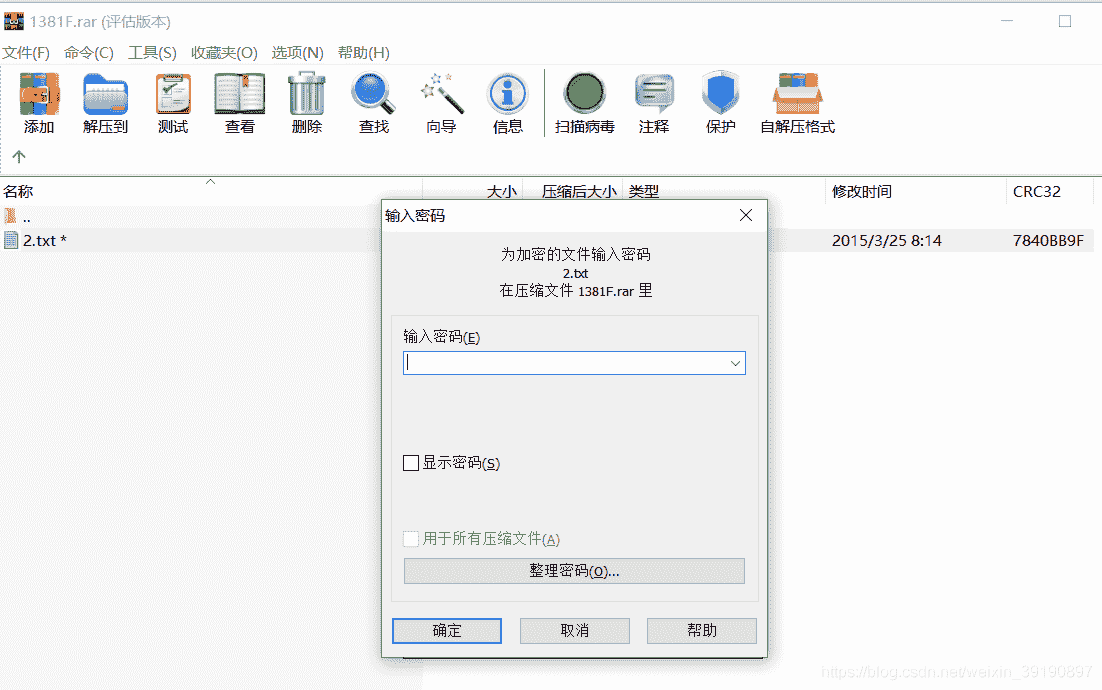 1381F.rar (评估版本)
文件(F) 命令(C) 工具(S) 收藏夹(O) 选项(N) 帮助(H)
添加 解压到 测试 查看 删除 查找 向导 信息 扫描病毒 注释 保护 自解压格式
名称 大小 压缩后大小 类型 修改时间 CRC32
..
2.txt * 2015/3/25 8:14 7840BB9F
输入密码
为加密的文件输入密码
2.txt
在压缩文件 1381F.rar 里
输入密码(E)
显示密码(S)
用于所有压缩文件(A)
整理密码(O)...
确定 取消 帮助
https://blog.csdn.net/weixin_39190897